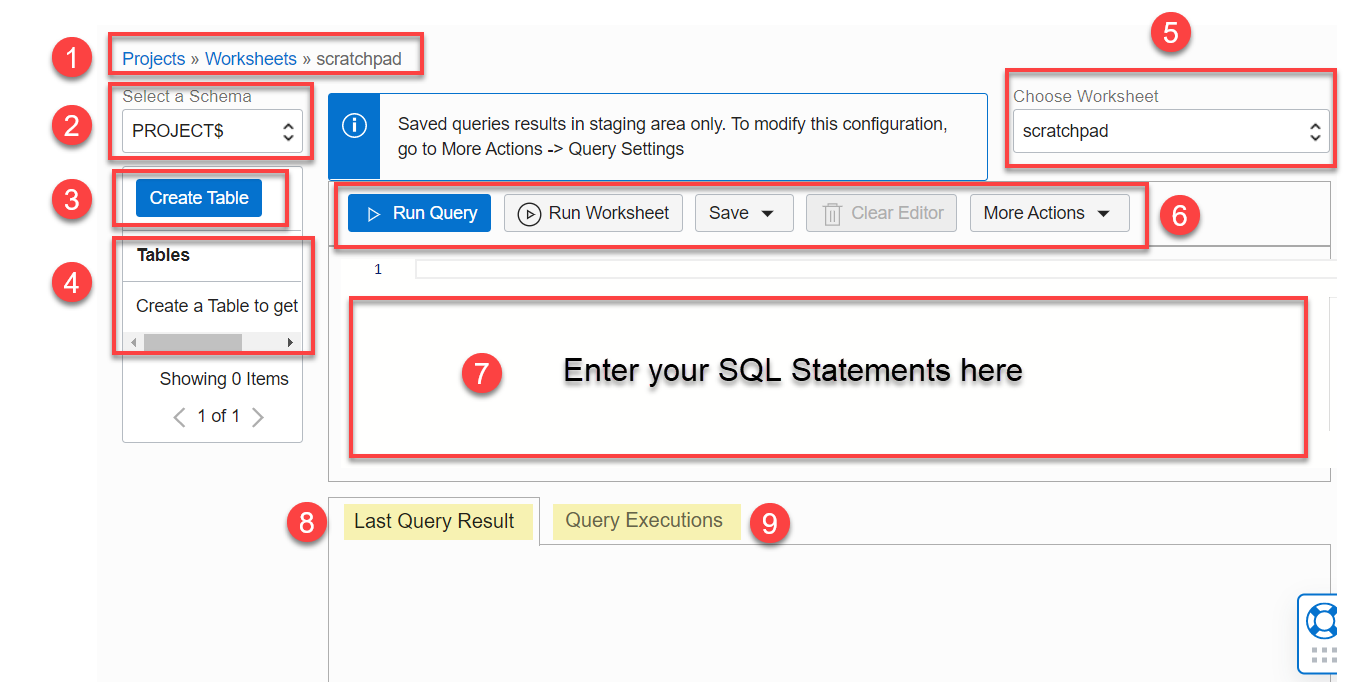 1
Projects » Worksheets » scratchpad
5
2
Select a Schema
PROJECT$
Saved queries results in staging area only. To modify this configuration,
go to More Actions -> Query Settings
Choose Worksheet
scratchpad
3
Create Table
Run Query
Run Worksheet
Save
Clear Editor
More Actions
6
4
Tables
Create a Table to get
Showing 0 Items
1 of 1
1
7
Enter your SQL Statements here
8
Last Query Result
Query Executions
9